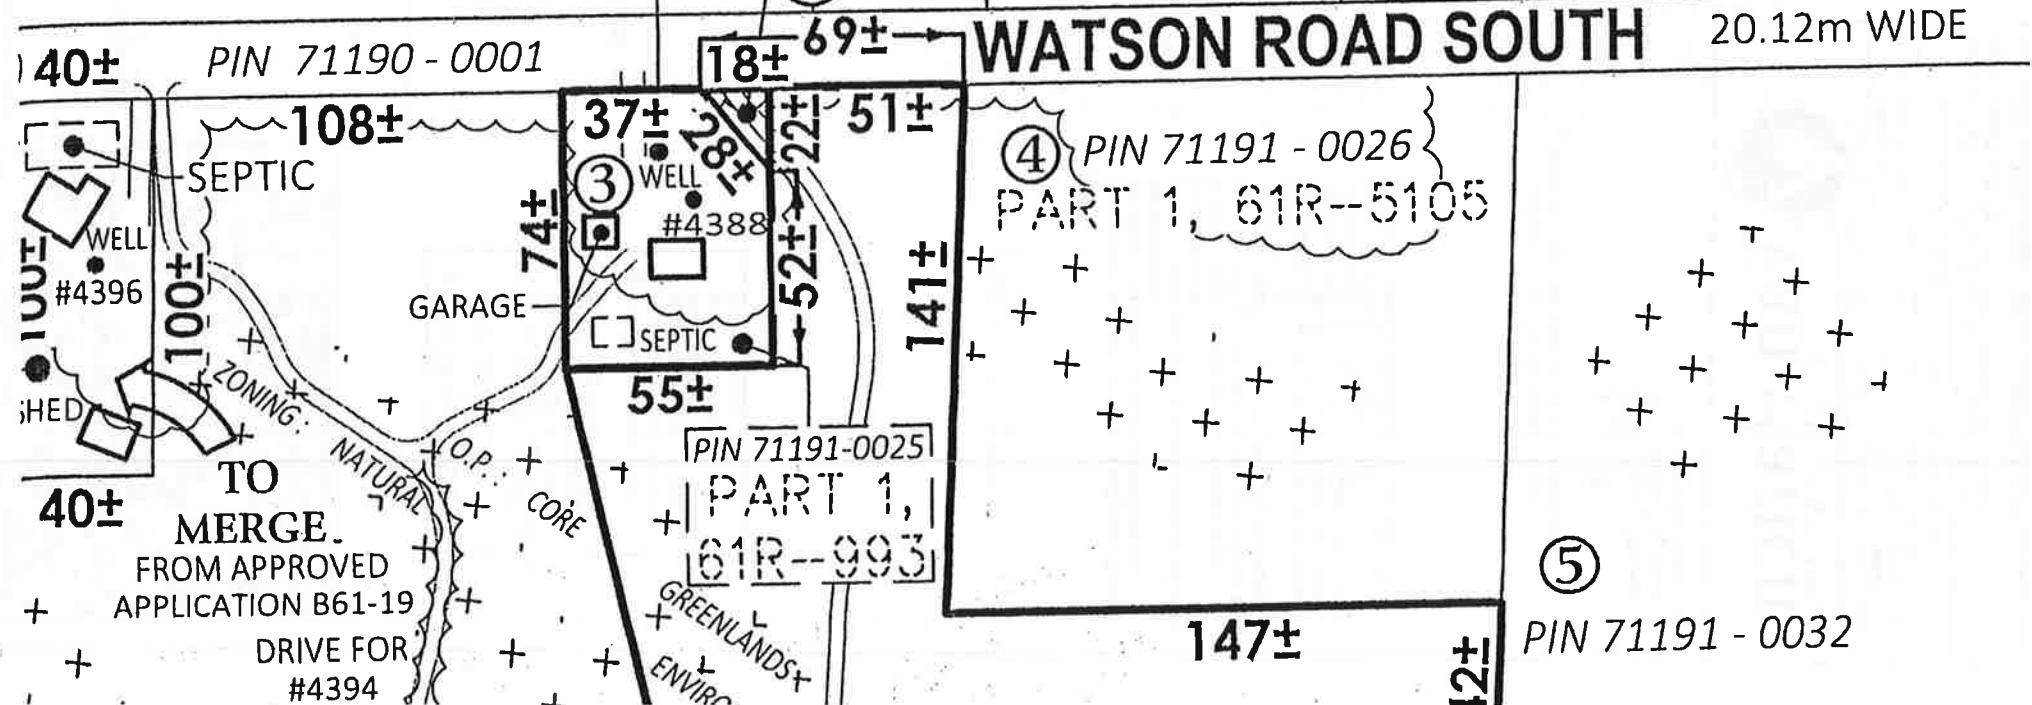 69±
WATSON ROAD SOUTH
20.12m WIDE
40±
PIN 71190 - 0001
18±
108±
37±
28±
22±
51±
④ PIN 71191 - 0026
PART 1, 61R--5105
SEPTIC
③
WELL
#4388
74±
52±
141±
WELL
#4396
100±
100±
GARAGE
SEPTIC
55±
ZONING:
NATURAL
O.P.:
CORE
GREENLANDS
PIN 71191-0025
PART 1,
61R--993
40±
TO
MERGE.
FROM APPROVED
APPLICATION B61-19
DRIVE FOR
#4394
147±
⑤
PIN 71191 - 0032